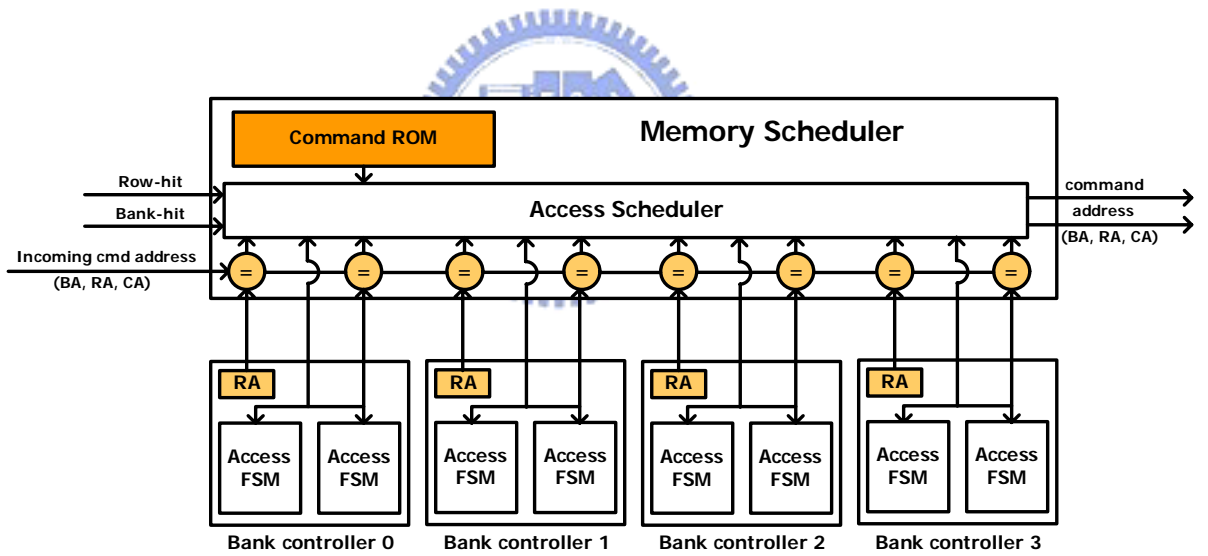 Command ROM
Memory Scheduler
Row-hit
Bank-hit
Incoming cmd address
(BA, RA, CA)
Access Scheduler
command
address
(BA, RA, CA)
= = = = = = = =
RA RA RA RA
Access FSM
Access FSM
Access FSM
Access FSM
Access FSM
Access FSM
Access FSM
Access FSM
Bank controller 0 Bank controller 1 Bank controller 2 Bank controller 3